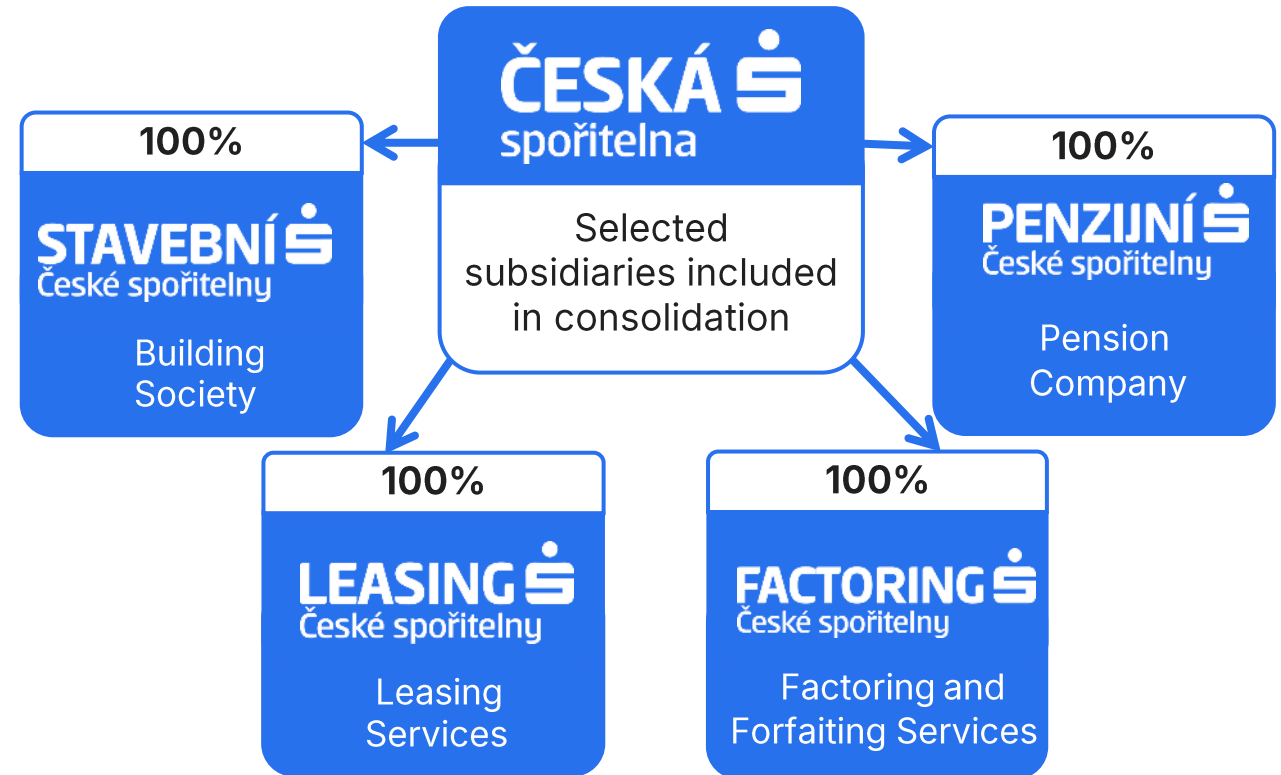 ČESKÁ
spořitelna
Selected
subsidiaries included
in consolidation
100%
STAVEBNÍ
České spořitelny
Building
Society
100%
PENZIJNÍ
České spořitelny
Pension
Company
100%
LEASING
České spořitelny
Leasing
Services
100%
FACTORING
České spořitelny
Factoring and
Forfaiting Services